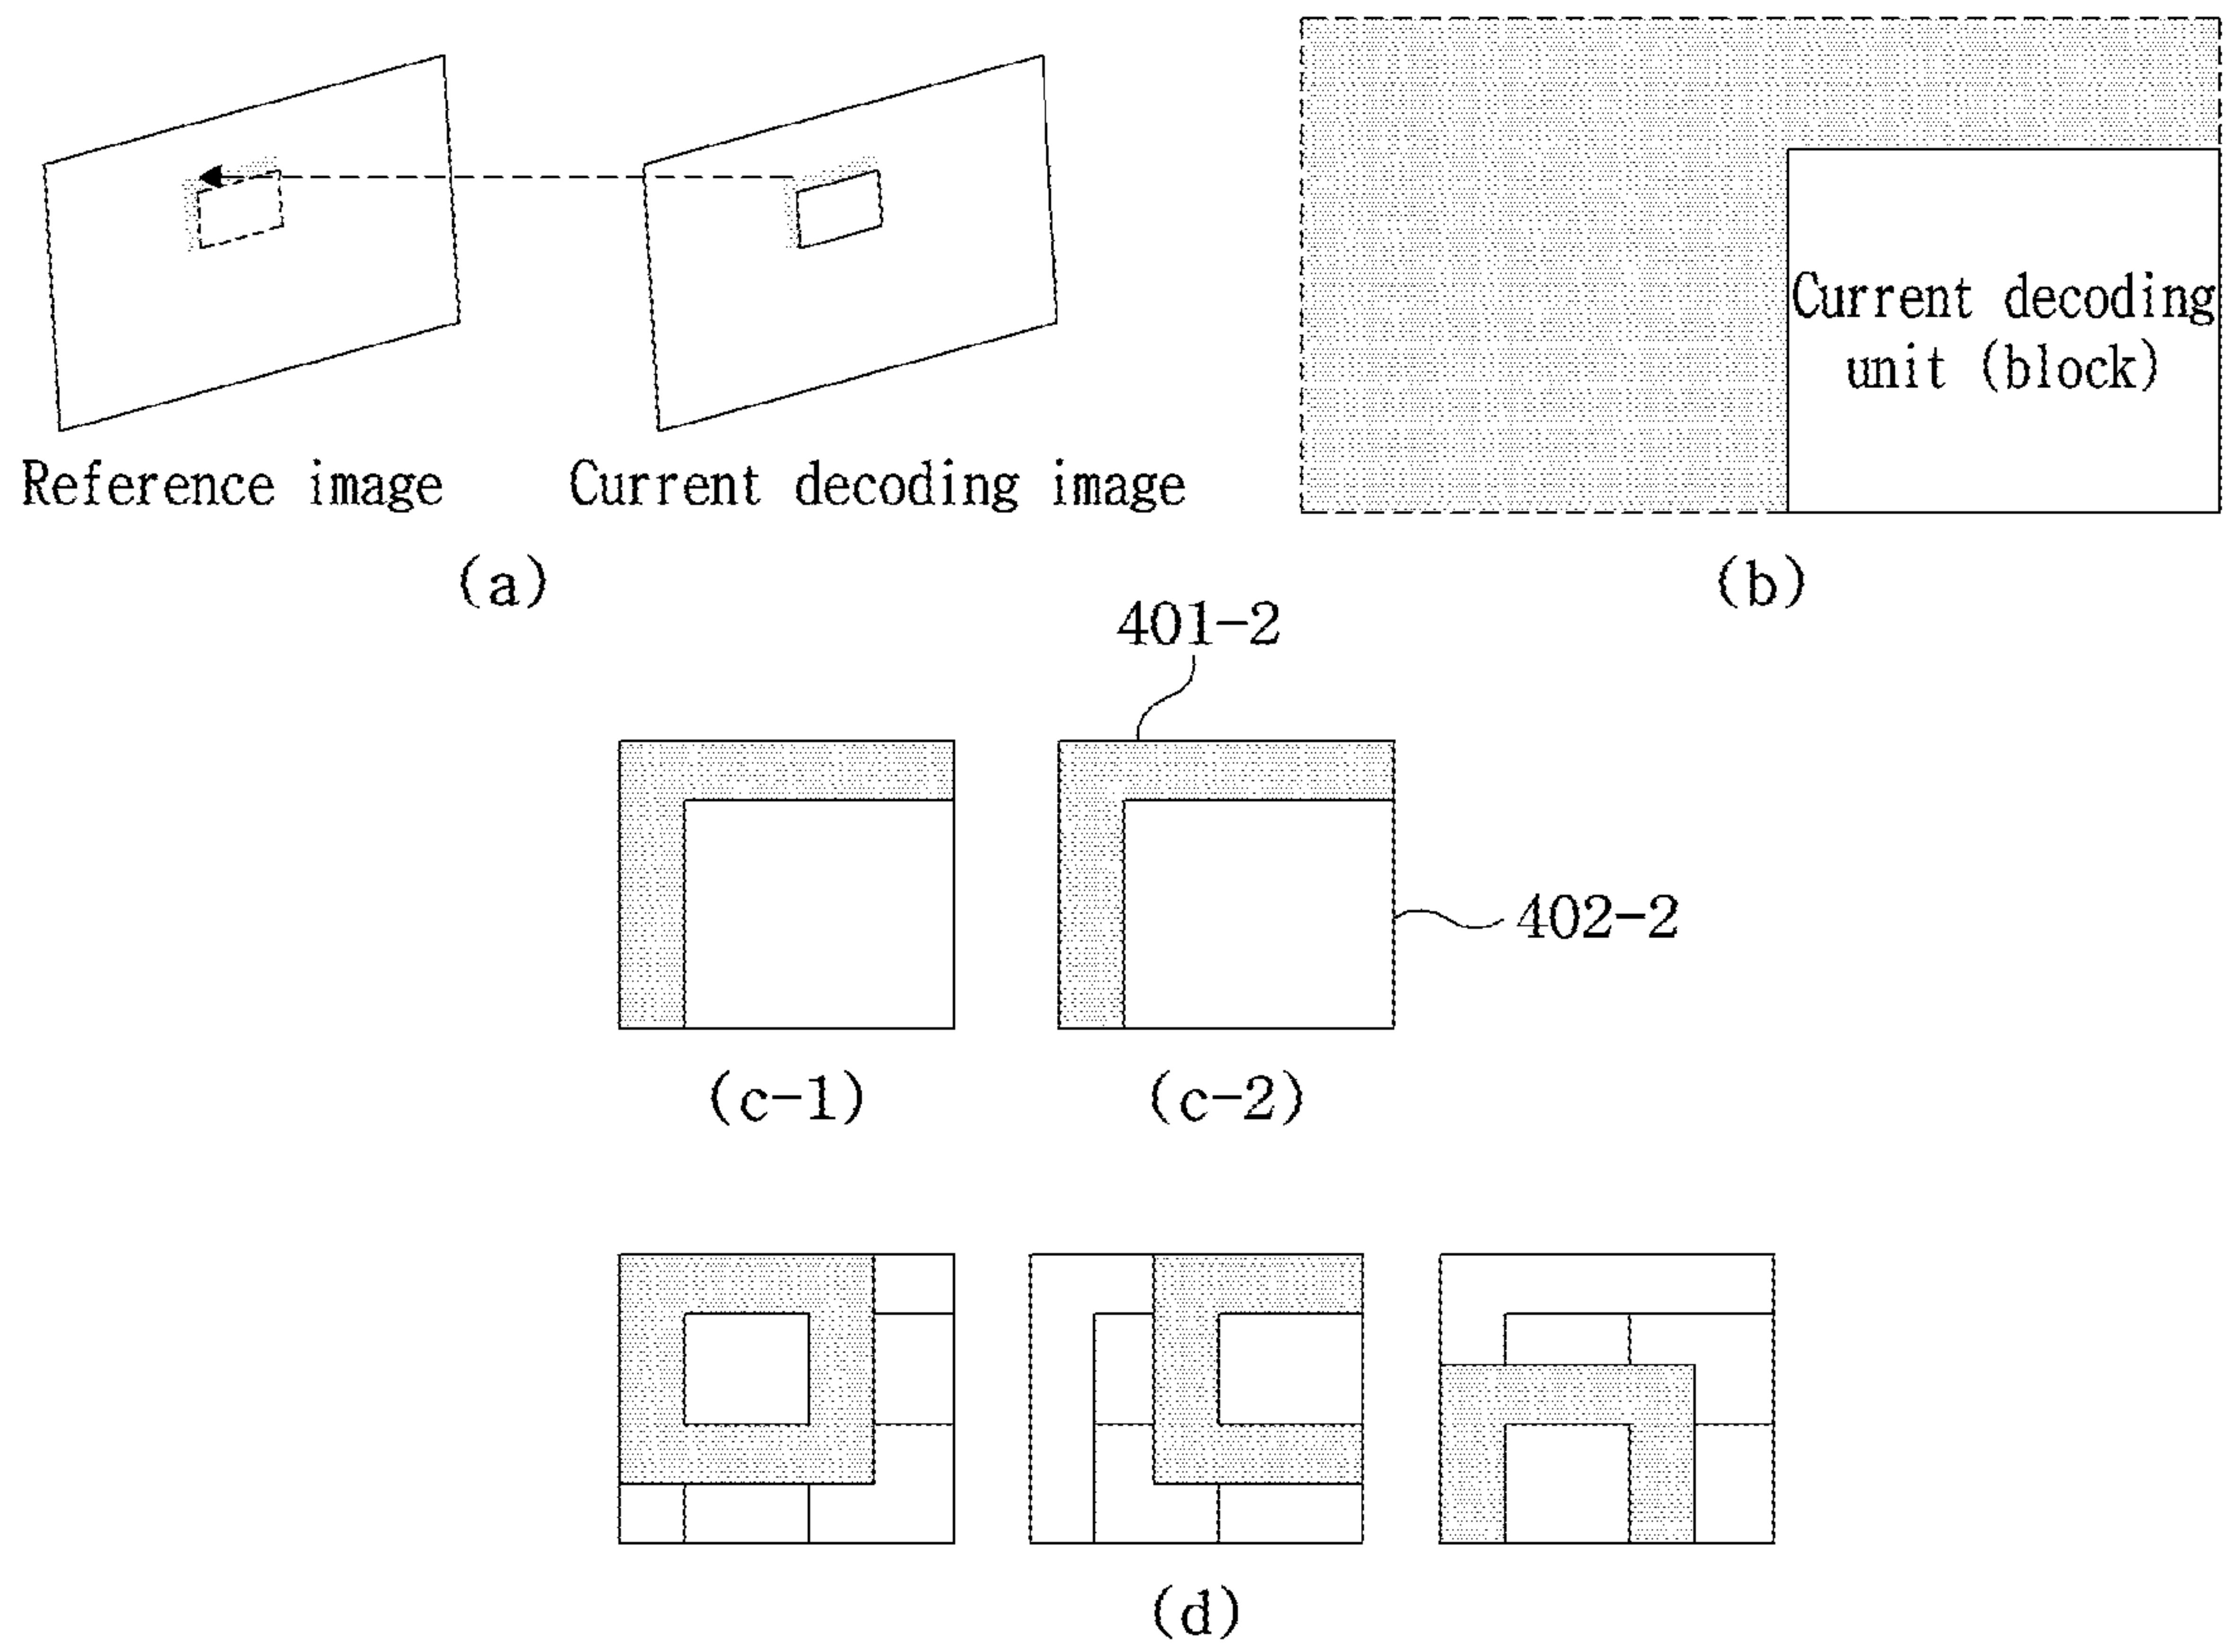 Current decoding
unit (block)
Reference image
Current decoding image
(a)
(b)
401-2
402-2
(c-1)
(c-2)
(d)